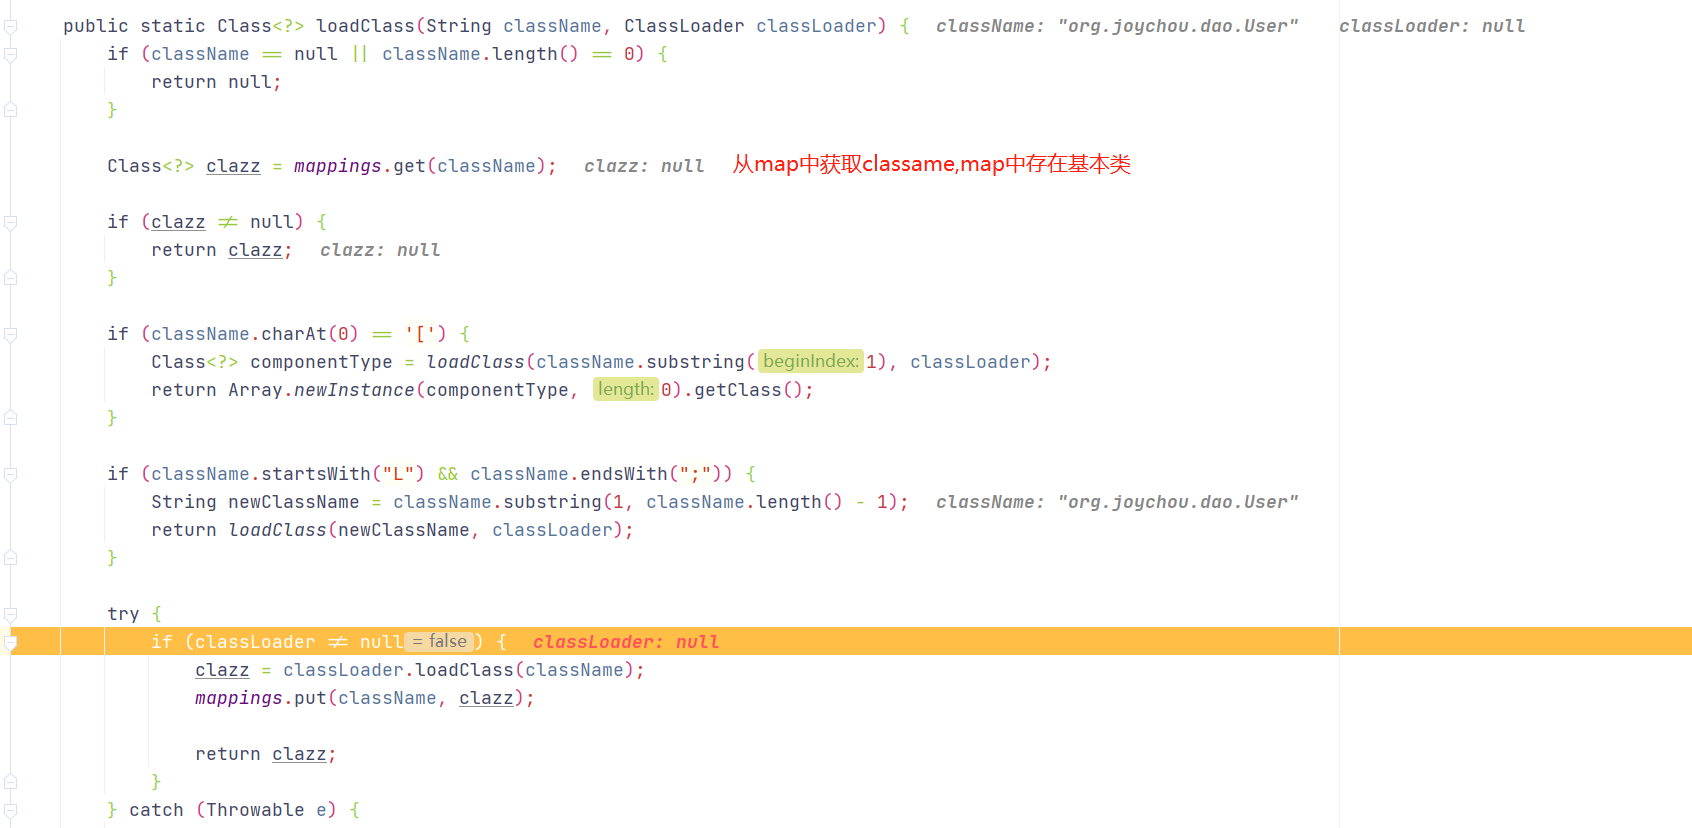 public static Class<?> loadClass(String className, ClassLoader classLoader) { className: "org.joychou.dao.User" classLoader: null
if (className == null || className.length() == 0) {
return null;
}
Class<?> clazz = mappings.get(className); clazz: null 从map中获取classame,map中存在基本类
if (clazz ≠ null) {
return clazz; clazz: null
}
if (className.charAt(0) == '[') {
Class<?> componentType = loadClass(className.substring( beginIndex: 1), classLoader);
return Array.newInstance(componentType, length: 0).getClass();
}
if (className.startsWith("L") && className.endsWith(";")) {
String newClassName = className.substring(1, className.length() - 1); className: "org.joychou.dao.User"
return loadClass(newClassName, classLoader);
}
try {
if (classLoader ≠ null = false ) { classLoader: null
clazz = classLoader.loadClass(className);
mappings.put(className, clazz);
return clazz;
}
} catch (Throwable e) {